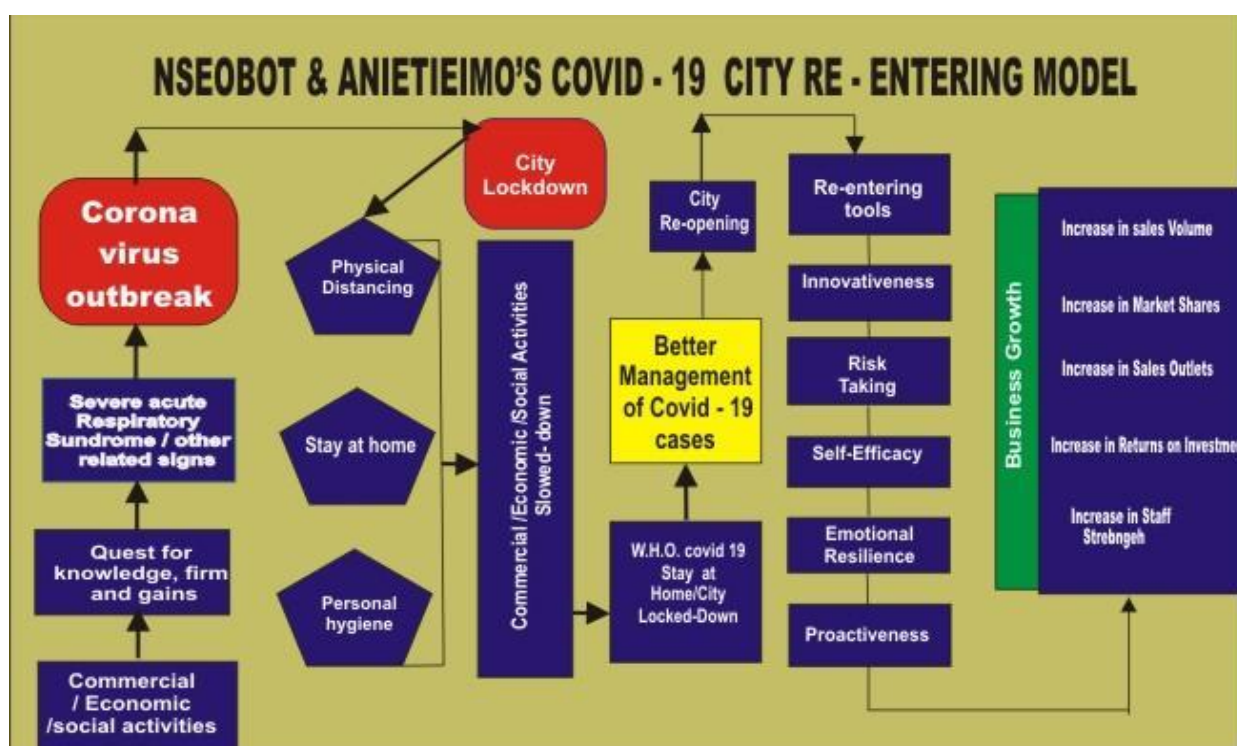 NSEOBOT & ANIETIEIMO'S COVID - 19 CITY RE - ENTERING MODEL
Corona
virus
outbreak
Severe acute
Respiratory
Sundrome / other
related signs
Quest for
knowledge, firm
and gains
Commercial
/ Economic
/social activities
City
Lockdown
Physical
Distancing
Stay at home
Personal
hygiene
Commercial /Economic /Social Activities
Slowed- down
City
Re-opening
Better
Management
of Covid - 19
cases
W.H.O. covid 19
Stay at
Home/City
Locked-Down
Re-entering
tools
Innovativeness
Risk
Taking
Self-Efficacy
Emotional
Resilience
Proactiveness
Business Growth
Increase in sales Volume
Increase in Market Shares
Increase in Sales Outlets
Increase in Returns on Investme
Increase in Staff
Strebngeh